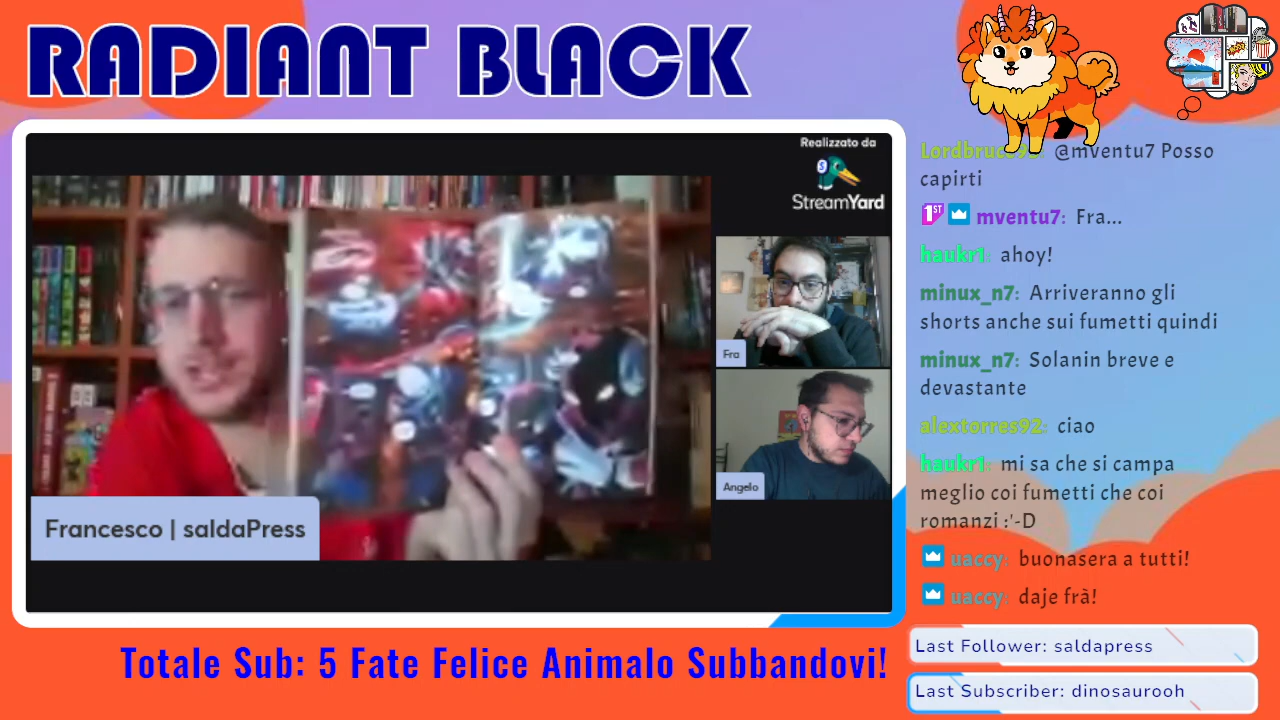 RADIANT BLACK
Realizzato da
StreamYard
Fra
Angelo
Francesco | saldaPress
@mventu7 Posso
capirti
1ST mventu7: Fra...
haukr1: ahoy!
minux_n7: Arriveranno gli
shorts anche sui fumetti quindi
minux_n7: Solanin breve e
devastante
alextorres92: ciao
haukr1: mi sa che si campa
meglio coi fumetti che coi
romanzi :'-D
uaccy: buonasera a tutti!
uaccy: daje frà!
Last Follower: saldapress
Last Subscriber: dinosaurooh
Totale Sub: 5 Fate Felice Animalo Subbandovi!